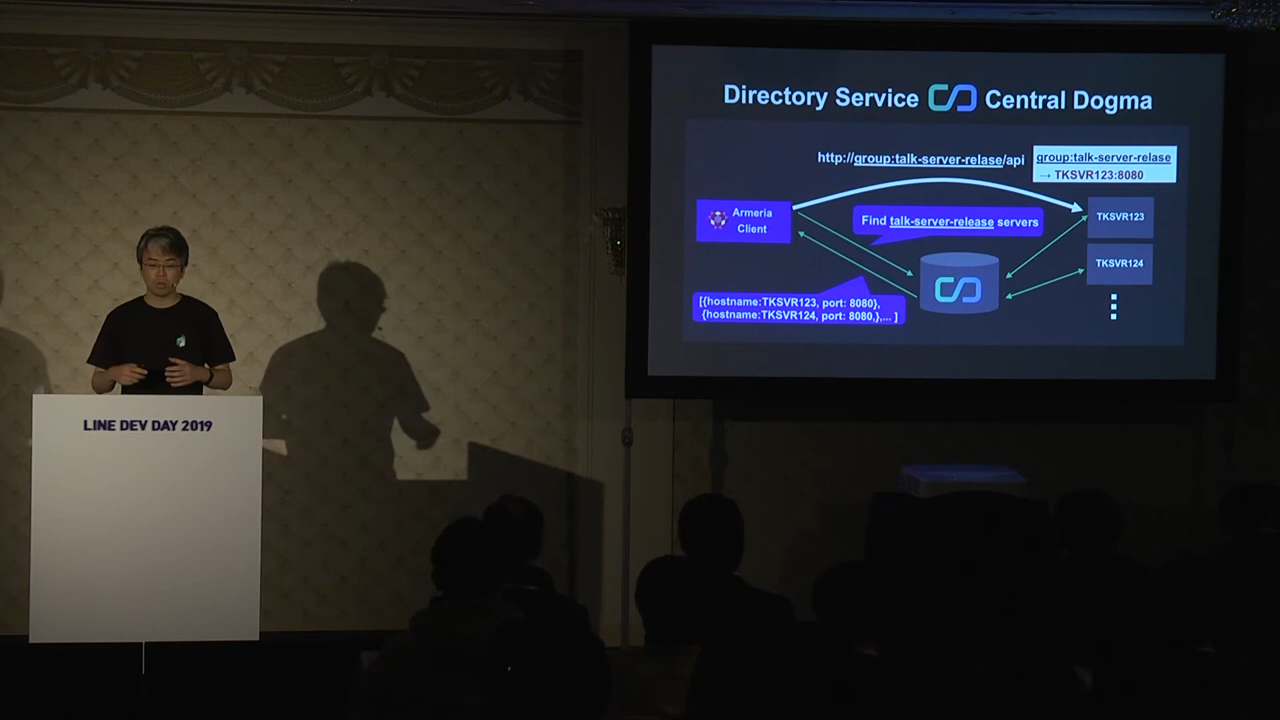 Directory Service Central Dogma
http://group:talk-server-relase/api
group:talk-server-relase
→ TKSVR123:8080
Armeria
Client
Find talk-server-release servers
TKSVR123
TKSVR124
[{hostname:TKSVR123, port: 8080},
{hostname:TKSVR124, port: 8080,},... ]
LINE DEV DAY 2019